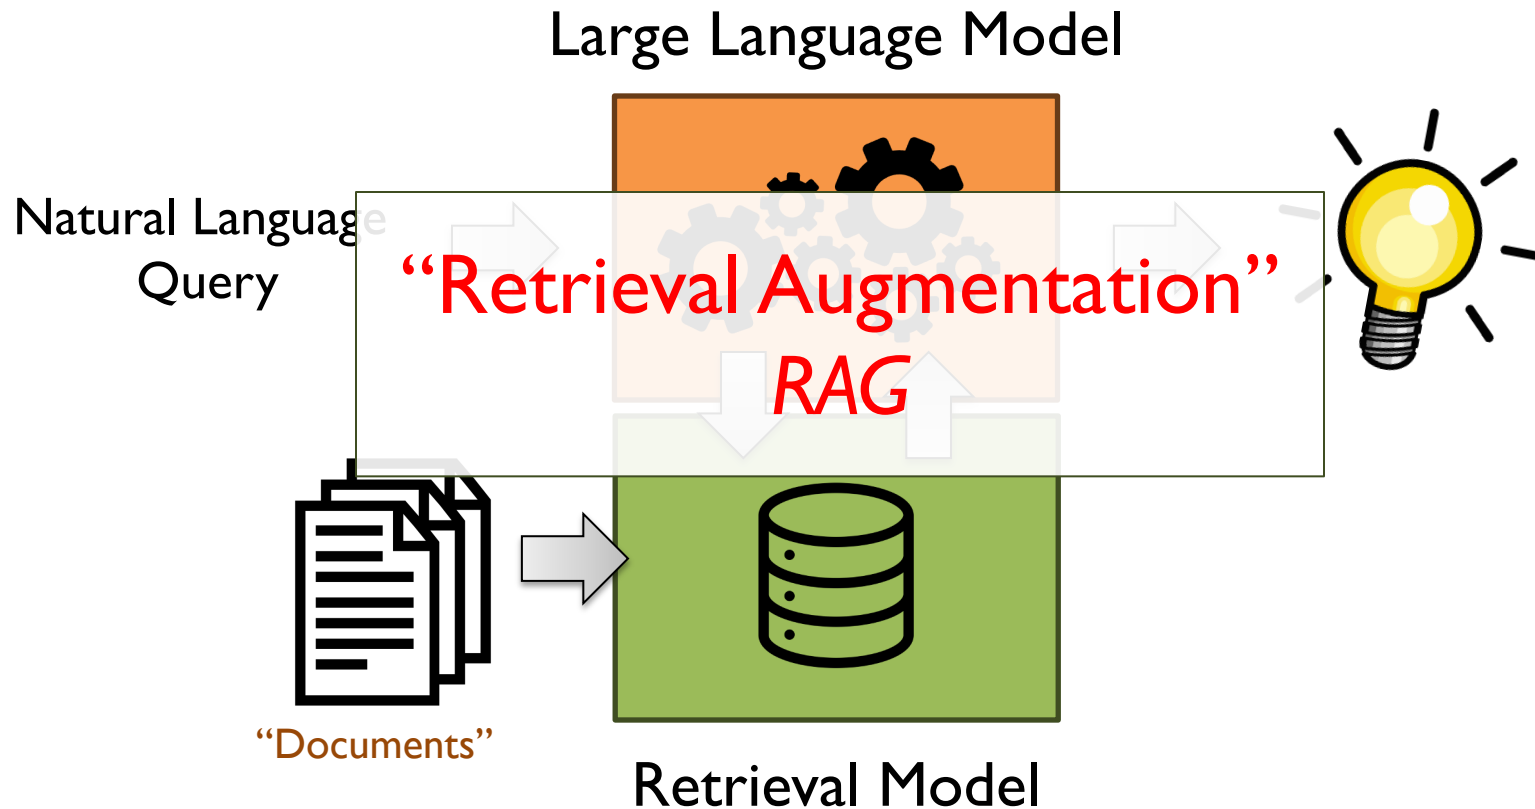 Large Language Model
Natural Language
Query
“Retrieval Augmentation”
RAG
“Documents”
Retrieval Model